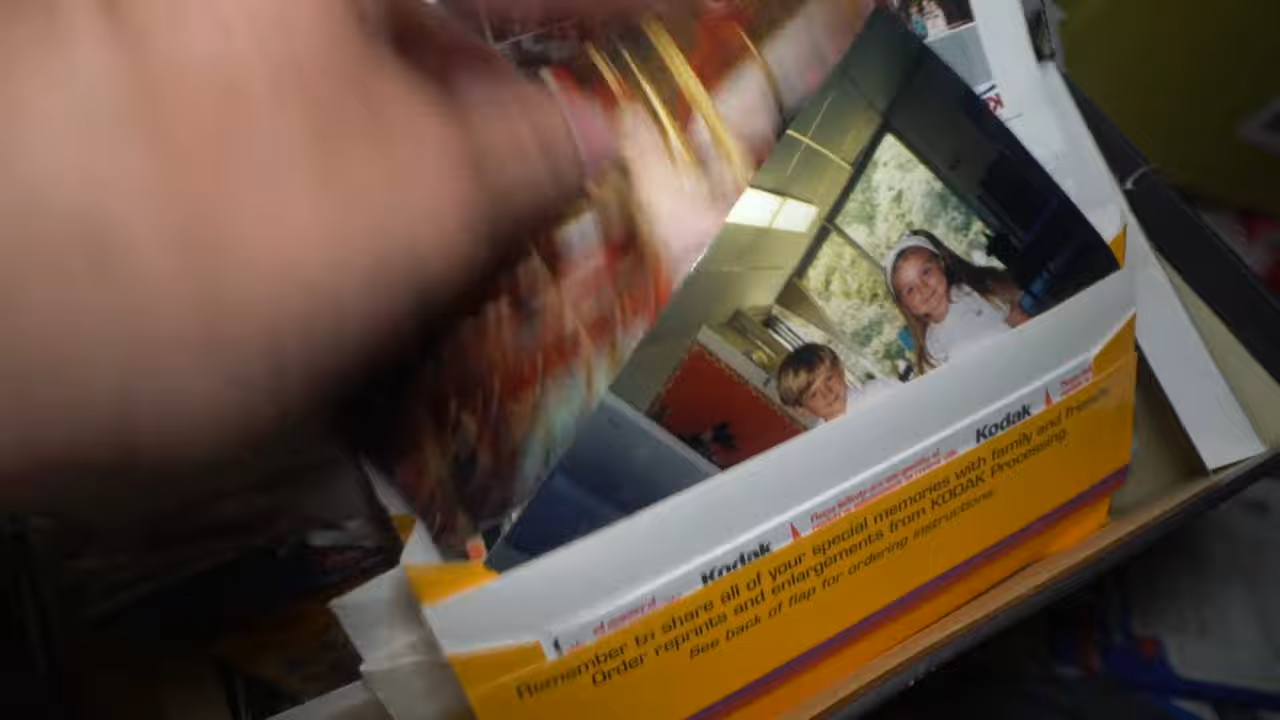 Kodak
Kodak
Remember to share all of your special memories with family and friends.
Order reprints and enlargements from KODAK Processing.
See back of flap for ordering instructions.